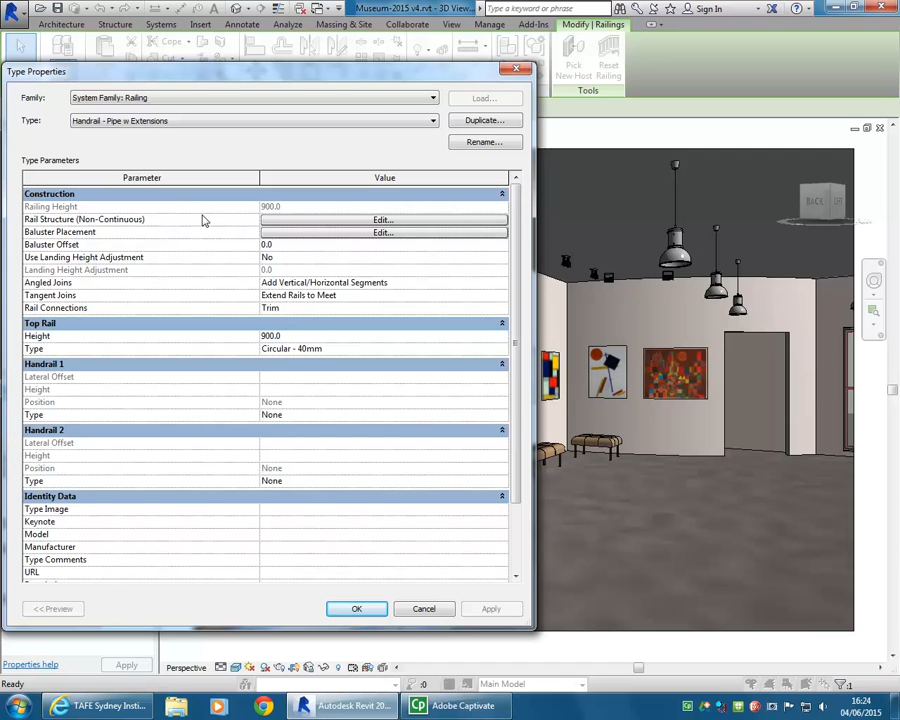 Museum-2015 v4.rvt - 3D View...
Type a keyword or phrase
Sign In
Architecture Structure Systems Insert Annotate Analyze Massing & Site Collaborate View Manage Add-Ins Modify | Railings
Cope
Pick New Host
Reset Railing
Tools
Type Properties
Family: System Family: Railing Load...
Type: Handrail - Pipe w Extensions Duplicate...
Rename...
Type Parameters
Parameter Value
Construction
Railing Height 900.0
Rail Structure (Non-Continuous) Edit...
Baluster Placement Edit...
Baluster Offset 0.0
Use Landing Height Adjustment No
Landing Height Adjustment 0.0
Angled Joins Add Vertical/Horizontal Segments
Tangent Joins Extend Rails to Meet
Rail Connections Trim
Top Rail
Height 900.0
Type Circular - 40mm
Handrail 1
Lateral Offset
Height
Position None
Type None
Handrail 2
Lateral Offset
Height
Position None
Type None
Identity Data
Type Image
Keynote
Model
Manufacturer
Type Comments
URL
<< Preview OK Cancel Apply
BACK
Properties help Apply
Perspective
Ready :0 Main Model :1
TAFE Sydney Insti... Autodesk Revit 20... Adobe Captivate
16:24
04/06/2015